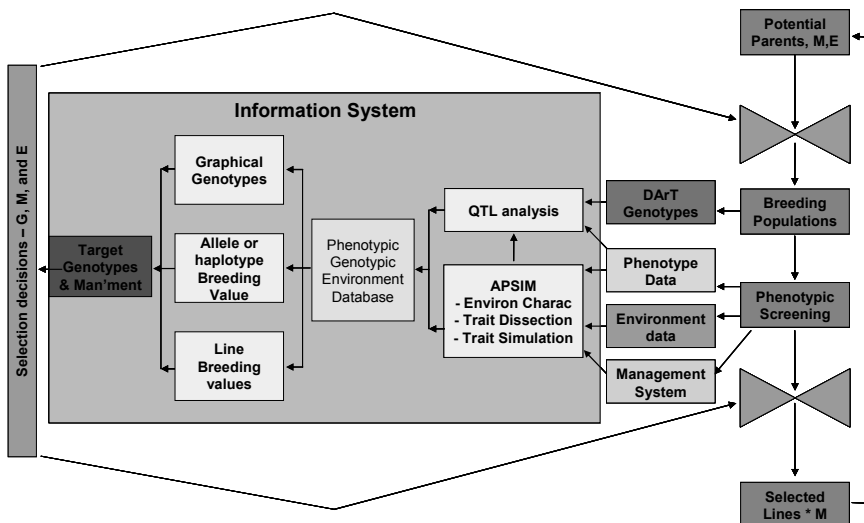 Potential
Parents, M,E
Information System
Selection decisions – G, M, and E
Graphical
Genotypes
Allele or
haplotype
Breeding
Value
Line
Breeding
values
Target
Genotypes
& Man'ment
Phenotypic
Genotypic
Environment
Database
QTL analysis
APSIM
- Environ Charac
- Trait Dissection
- Trait Simulation
DArT
Genotypes
Phenotype
Data
Environment
data
Management
System
Breeding
Populations
Phenotypic
Screening
Selected
Lines * M